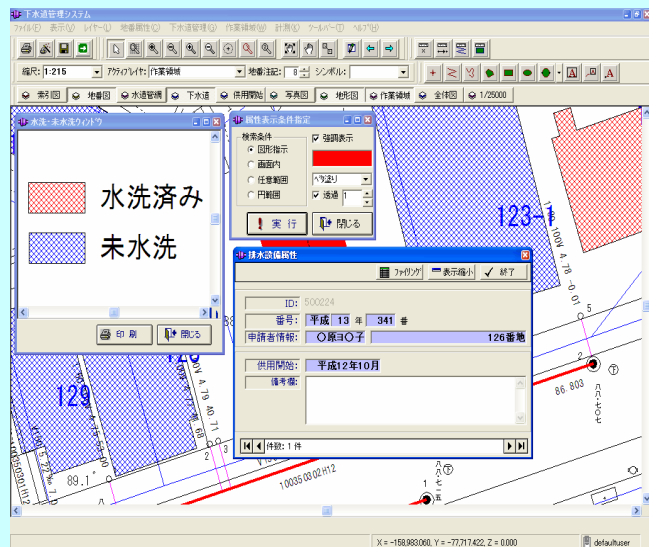 下水道管理システム
ファイル(F) 表示(V) レイヤー(L) 地番属性(C) 下水道管理(G) 作業領域(W) 計測(K) ツールバー(T) ヘルプ(H)
縮尺: 1:215 アクティブレイヤ: 作業領域 地番注記: 8 シンボル:
索引図 地番図 水道管網 下水道 供用開始 写真図 地形図 作業領域 全体図 1/25000
水洗・未水洗ウィンドウ
水洗済み
未水洗
印刷 閉じる
属性表示条件指定
検索条件
図形指示
画面内
任意範囲
円範囲
強調表示
ベタ塗り
透過 1
実行 閉じる
123-1
排水設備属性
ファイリング 表示縮小 終了
ID: 500224
番号: 平成 13 年 341 番
申請者情報: 〇原ヨ〇子 126番地
供用開始: 平成12年10月
備考欄:
件数: 1 件
129
89.1
100350302H12
86.803
5
2
1
3
X = -158,983.060, Y = -77,717.422, Z = 0.000
defaultuser